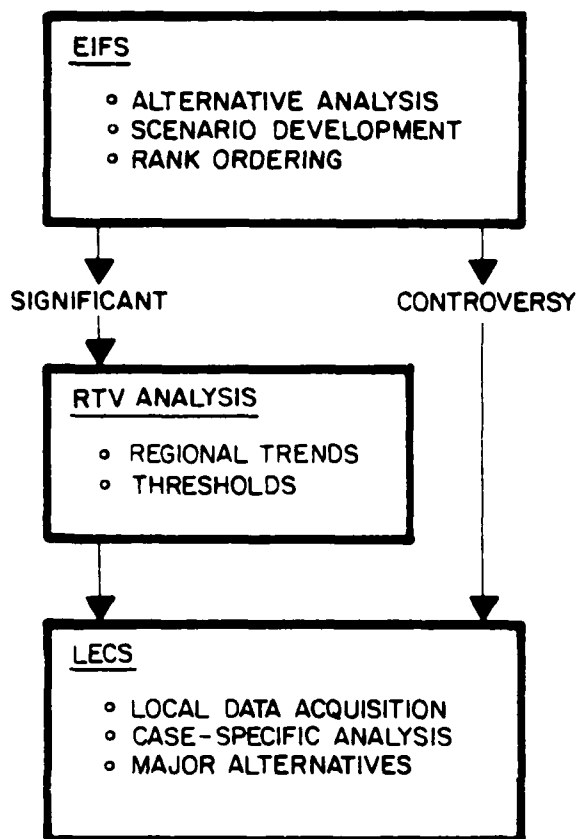 EIFS
o ALTERNATIVE ANALYSIS
o SCENARIO DEVELOPMENT
o RANK ORDERING
SIGNIFICANT
CONTROVERSY
RTV ANALYSIS
o REGIONAL TRENDS
o THRESHOLDS
LECS
o LOCAL DATA ACQUISITION
o CASE-SPECIFIC ANALYSIS
o MAJOR ALTERNATIVES